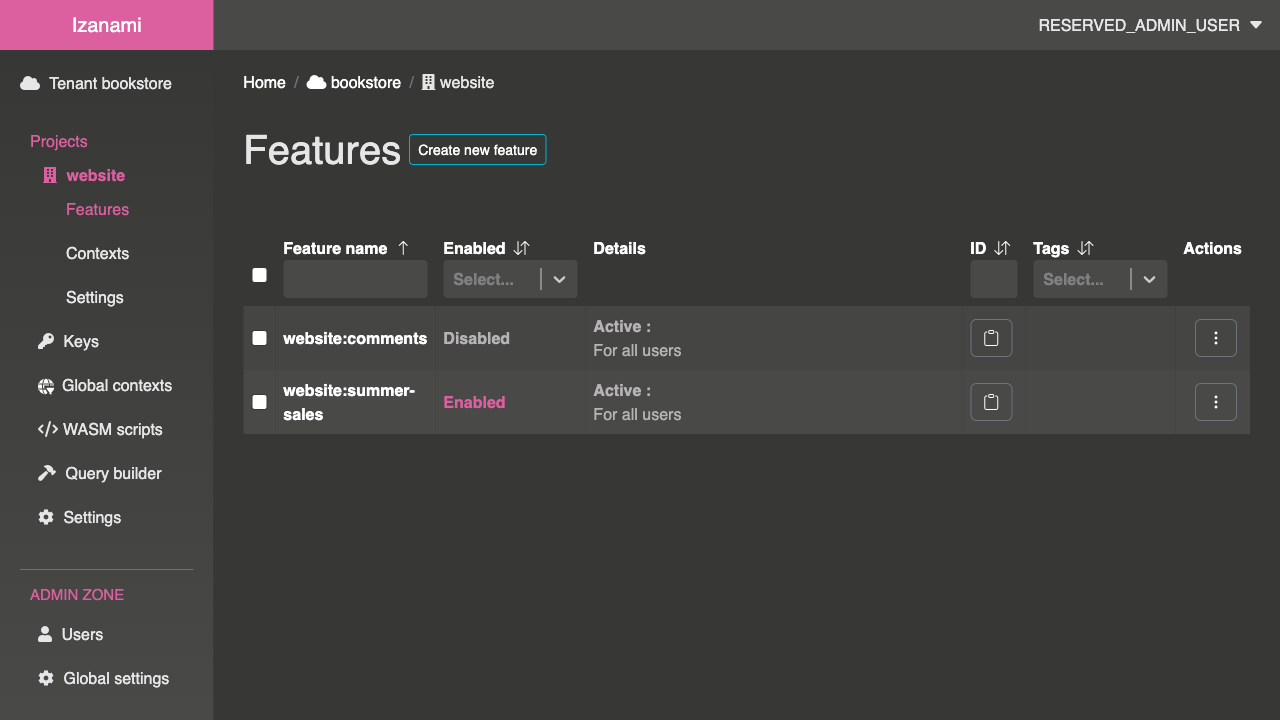 Izanami
RESERVED_ADMIN_USER
Tenant bookstore
Projects
website
Features
Contexts
Settings
Keys
Global contexts
WASM scripts
Query builder
Settings
ADMIN ZONE
Users
Global settings
Home / bookstore / website
Features Create new feature
Feature name Enabled Details ID Tags Actions
Select... Select...
website:comments Disabled Active :
For all users
website:summer-
sales Enabled Active :
For all users